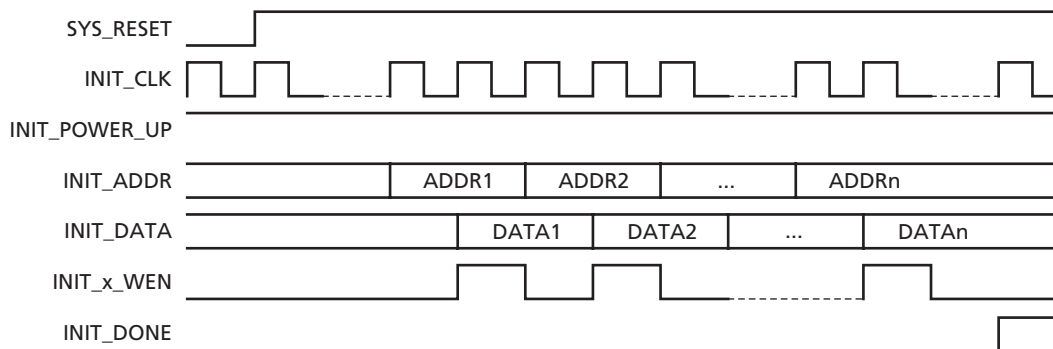 SYS_RESET
INIT_CLK
INIT_POWER_UP
INIT_ADDR ADDR1 ADDR2 ... ADDRn
INIT_DATA DATA1 DATA2 ... DATAn
INIT_x_WEN
INIT_DONE